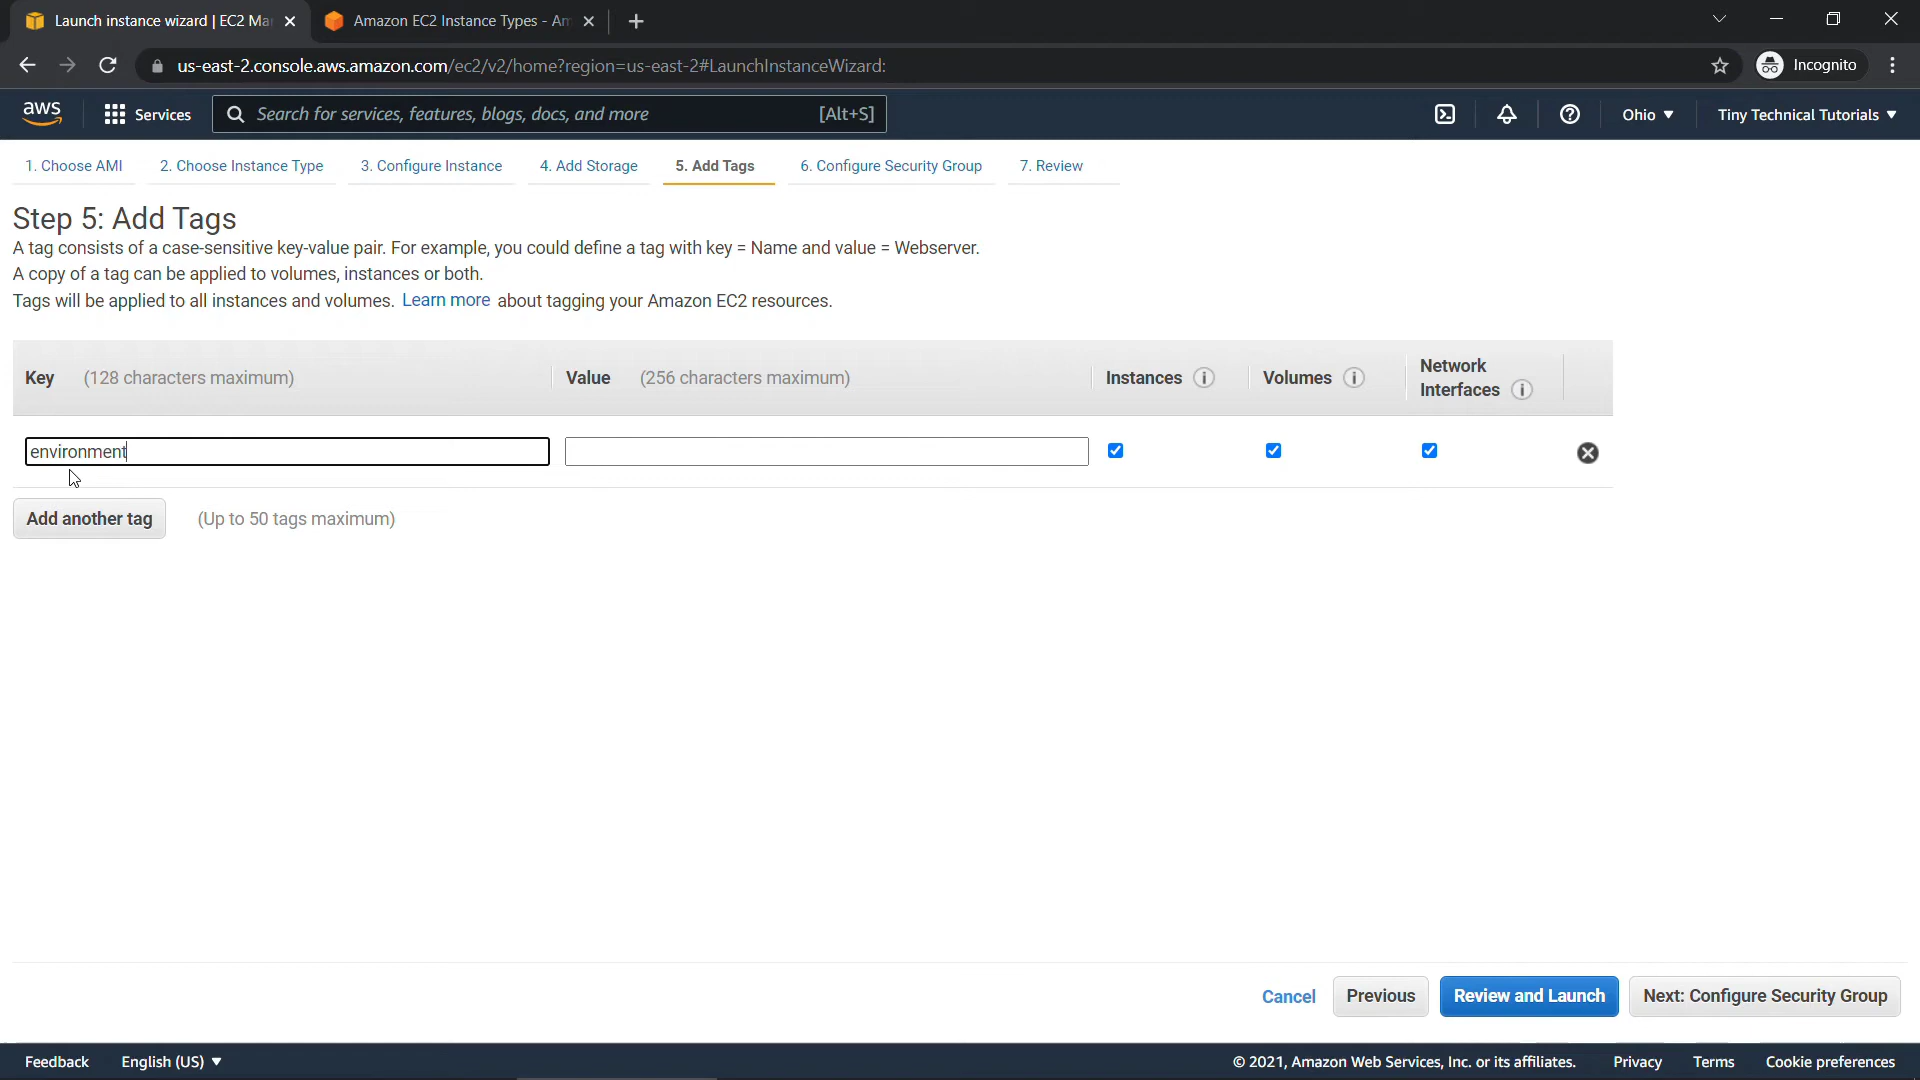 Launch instance wizard | EC2 Ma
Amazon EC2 Instance Types - Am
us-east-2.console.aws.amazon.com/ec2/v2/home?region=us-east-2#LaunchInstanceWizard:
Incognito
aws
Services
Search for services, features, blogs, docs, and more
[Alt+S]
Ohio
Tiny Technical Tutorials
1. Choose AMI
2. Choose Instance Type
3. Configure Instance
4. Add Storage
5. Add Tags
6. Configure Security Group
7. Review
Step 5: Add Tags
A tag consists of a case-sensitive key-value pair. For example, you could define a tag with key = Name and value = Webserver.
A copy of a tag can be applied to volumes, instances or both.
Tags will be applied to all instances and volumes. Learn more about tagging your Amazon EC2 resources.
Key (128 characters maximum)
Value (256 characters maximum)
Instances
Volumes
Network
Interfaces
environment
Add another tag
(Up to 50 tags maximum)
Cancel
Previous
Review and Launch
Next: Configure Security Group
Feedback
English (US)
© 2021, Amazon Web Services, Inc. or its affiliates.
Privacy
Terms
Cookie preferences